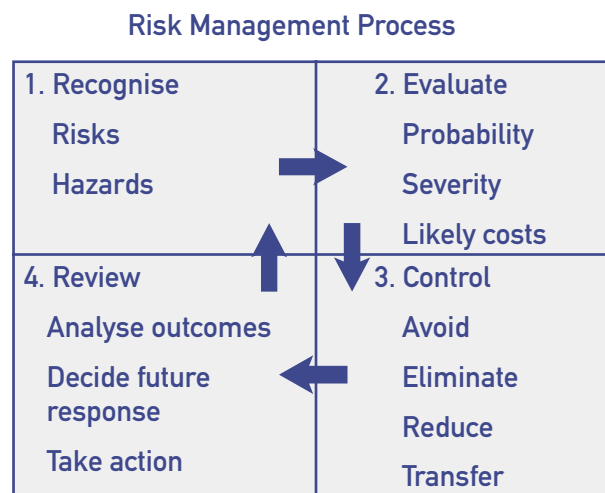 Risk Management Process
1. Recognise
Risks
Hazards
2. Evaluate
Probability
Severity
Likely costs
3. Control
Avoid
Eliminate
Reduce
Transfer
4. Review
Analyse outcomes
Decide future
response
Take action